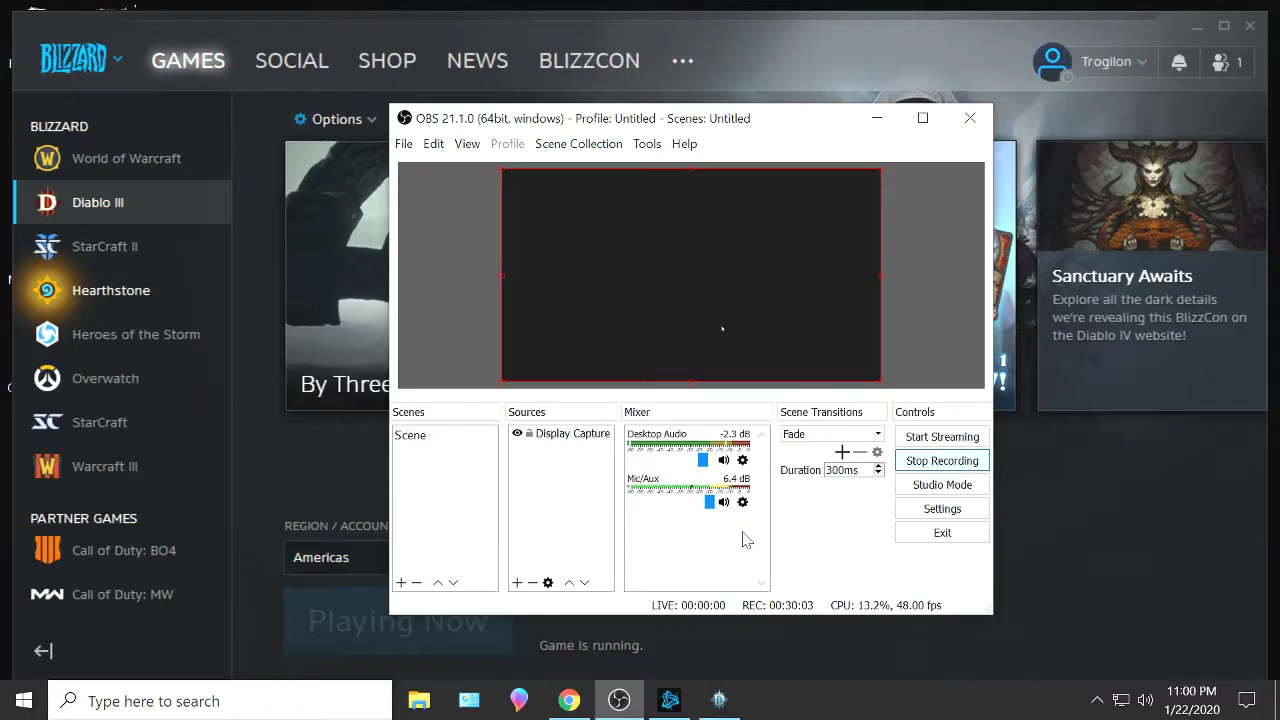 BLIZZARD
GAMES
SOCIAL
SHOP
NEWS
BLIZZCON
Trogilon
1
BLIZZARD
World of Warcraft
Diablo III
StarCraft II
Hearthstone
Heroes of the Storm
Overwatch
StarCraft
Warcraft III
PARTNER GAMES
Call of Duty: BO4
Call of Duty: MW
Options
By Three
REGION / ACCOUN
Americas
Playing Now
Game is running.
Sanctuary Awaits
Explore all the dark details
we're revealing this BlizzCon on
the Diablo IV website!
OBS 21.1.0 (64bit, windows) - Profile: Untitled - Scenes: Untitled
File Edit View Profile Scene Collection Tools Help
Scenes
Scene
Sources
Display Capture
Mixer
Desktop Audio -2.3 dB
Mic/Aux 6.4 dB
Scene Transitions
Fade
Duration 300ms
Controls
Start Streaming
Stop Recording
Studio Mode
Settings
Exit
LIVE: 00:00:00 REC: 00:30:03 CPU: 13.2%, 48.00 fps
Type here to search
11:00 PM
1/22/2020